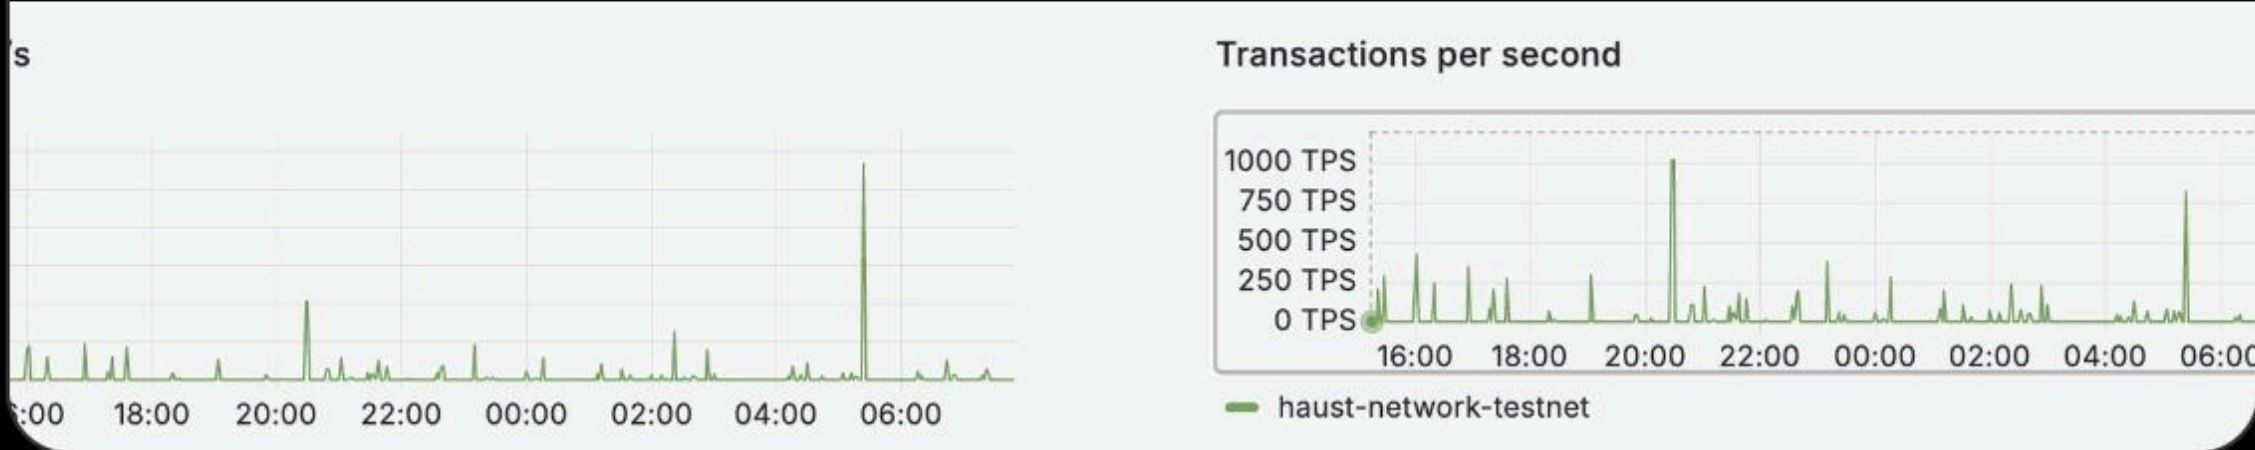 /s
18:00 20:00 22:00 00:00 02:00 04:00 06:00
Transactions per second
1000 TPS
750 TPS
500 TPS
250 TPS
0 TPS
16:00 18:00 20:00 22:00 00:00 02:00 04:00 06:00
haust-network-testnet